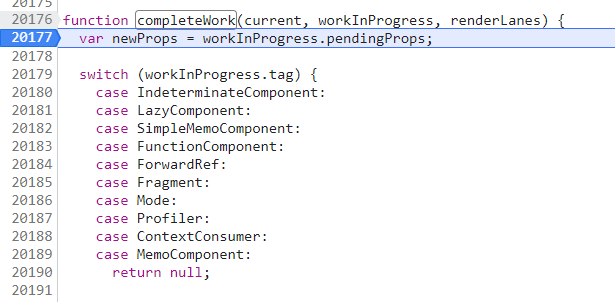 20175
20176 function completeWork(current, workInProgress, renderLanes) {
20177 var newProps = workInProgress.pendingProps;
20178
20179 switch (workInProgress.tag) {
20180 case IndeterminateComponent:
20181 case LazyComponent:
20182 case SimpleMemoComponent:
20183 case FunctionComponent:
20184 case ForwardRef:
20185 case Fragment:
20186 case Mode:
20187 case Profiler:
20188 case ContextConsumer:
20189 case MemoComponent:
20190 return null;
20191